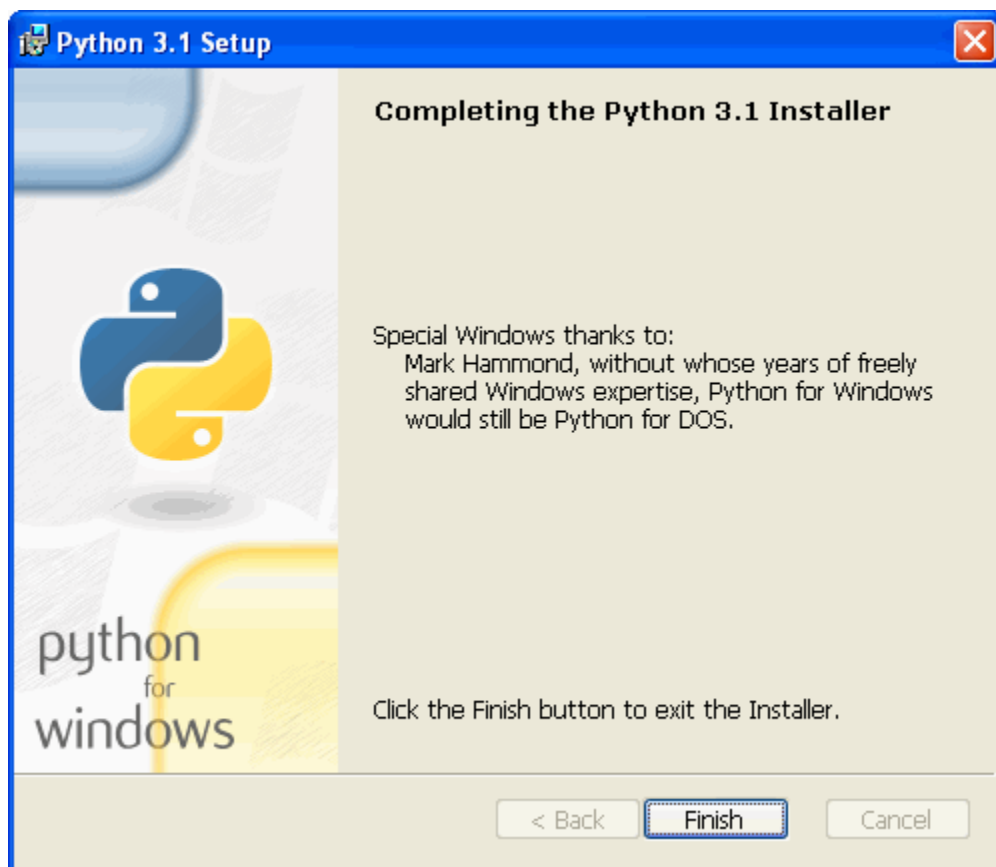 Python 3.1 Setup
Completing the Python 3.1 Installer
Special Windows thanks to:
Mark Hammond, without whose years of freely
shared Windows expertise, Python for Windows
would still be Python for DOS.
python
for
windows
Click the Finish button to exit the Installer.
< Back
Finish
Cancel